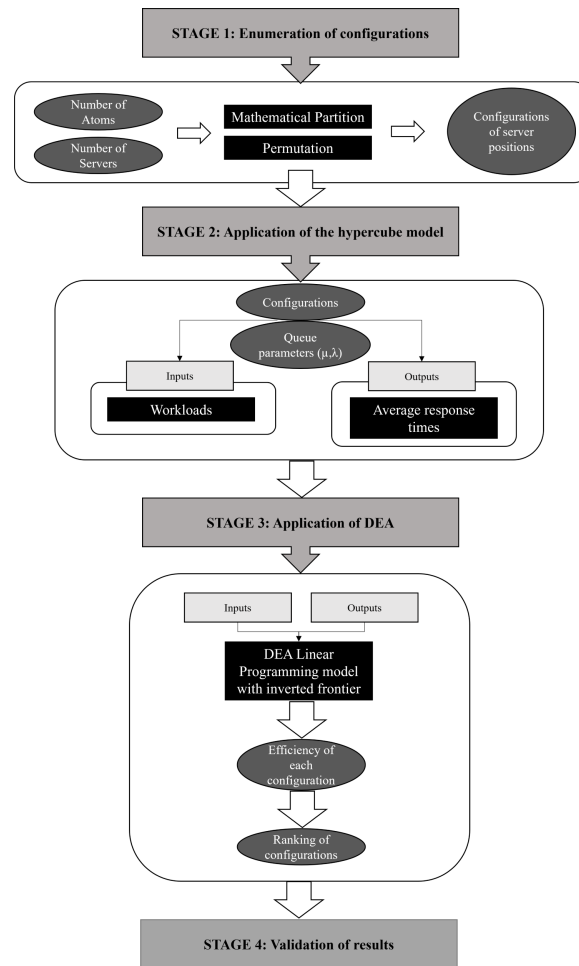 STAGE 1: Enumeration of configurations
Number of
Atoms
Number of
Servers
Mathematical Partition
Permutation
Configurations
of server
positions
STAGE 2: Application of the hypercube model
Configurations
Queue
parameters (µ,λ)
Inputs
Workloads
Outputs
Average response
times
STAGE 3: Application of DEA
Inputs
Outputs
DEA Linear
Programming model
with inverted frontier
Efficiency of
each
configuration
Ranking of
configurations
STAGE 4: Validation of results